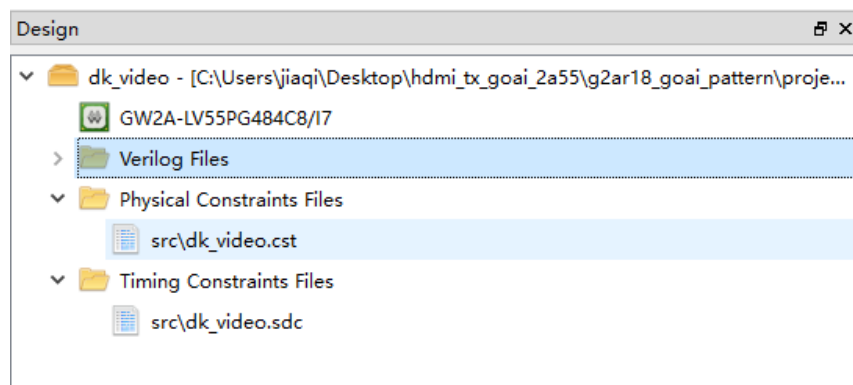 Design
dk_video - [C:\Users\jiaqi\Desktop\hdmi_tx_goai_2a55\g2ar18_goai_pattern\proje...
GW2A-LV55PG484C8/I7
Verilog Files
Physical Constraints Files
src\dk_video.cst
Timing Constraints Files
src\dk_video.sdc